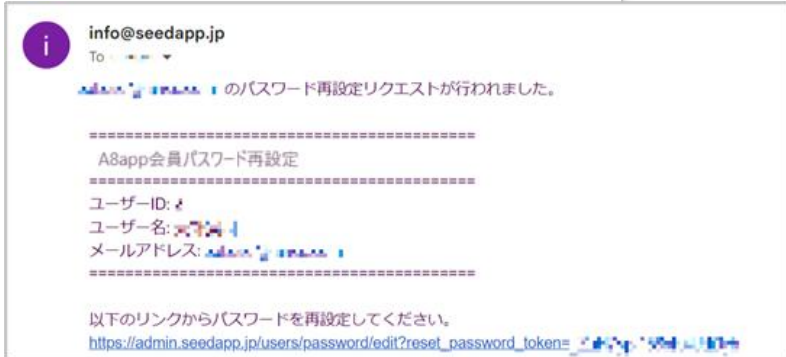 i
info@seedapp.jp
To
のパスワード再設定リクエストが行われました。
===========================================
A8app会員パスワード再設定
===========================================
ユーザーID:
ユーザー名:
メールアドレス:
===========================================
以下のリンクからパスワードを再設定してください。
https://admin.seedapp.jp/users/password/edit?reset_password_token=